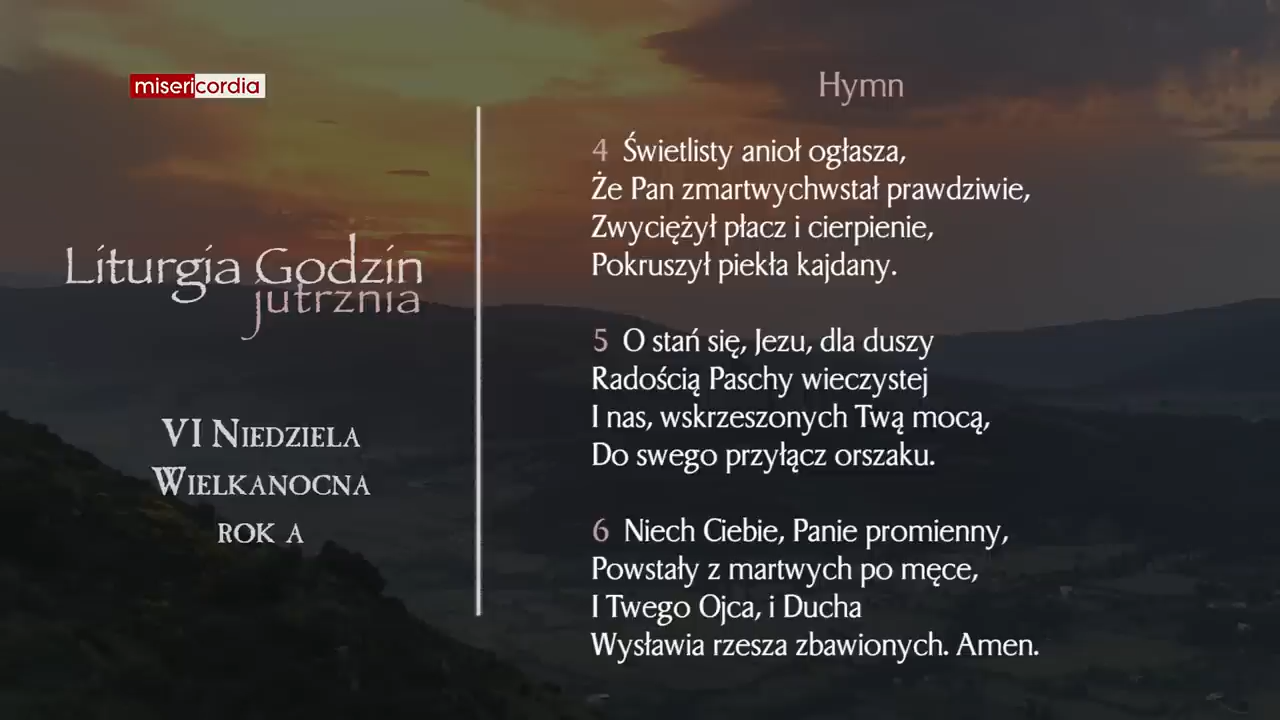 misericordia
Liturgia Godzin
jutrznia
VI Niedziela
Wielkanocna
rok A
Hymn
4 Świetlisty anioł ogłasza,
Że Pan zmartwychwstał prawdziwie,
Zwyciężył płacz i cierpienie,
Pokruszył piekła kajdany.
5 O stań się, Jezu, dla duszy
Radością Paschy wieczystej
I nas, wskrzeszonych Twą mocą,
Do swego przyłącz orszaku.
6 Niech Ciebie, Panie promienny,
Powstały z martwych po męce,
I Twego Ojca, i Ducha
Wysławia rzesza zbawionych. Amen.